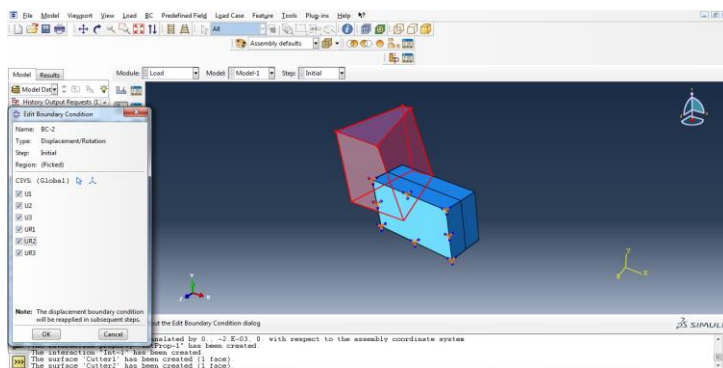 File Model Viewport View Load BC Predefined Field Load Case Feature Tools Plug-ins Help
All
Assembly defaults
Model Results Module: Load Model: Model-1 Step: Initial
Model Dat
History Output Requests (1)
Edit Boundary Condition
Name: BC-2
Type: Displacement/Rotation
Step: Initial
Region: (Picked)
CSYS: (Global)
U1
U2
U3
UR1
UR2
UR3
Note: The displacement boundary condition
will be reapplied in subsequent steps.
OK Cancel
Y
X
Z
Y
X
out the Edit Boundary Condition dialog
SIMULI
anslated by 0., -2.E-03, 0. with respect to the assembly coordinate system
Prop-1" has been created.
The interaction "Int-1" has been created.
The surface 'Cutter1' has been created (1 face).
The surface 'Cutter2' has been created (1 face).